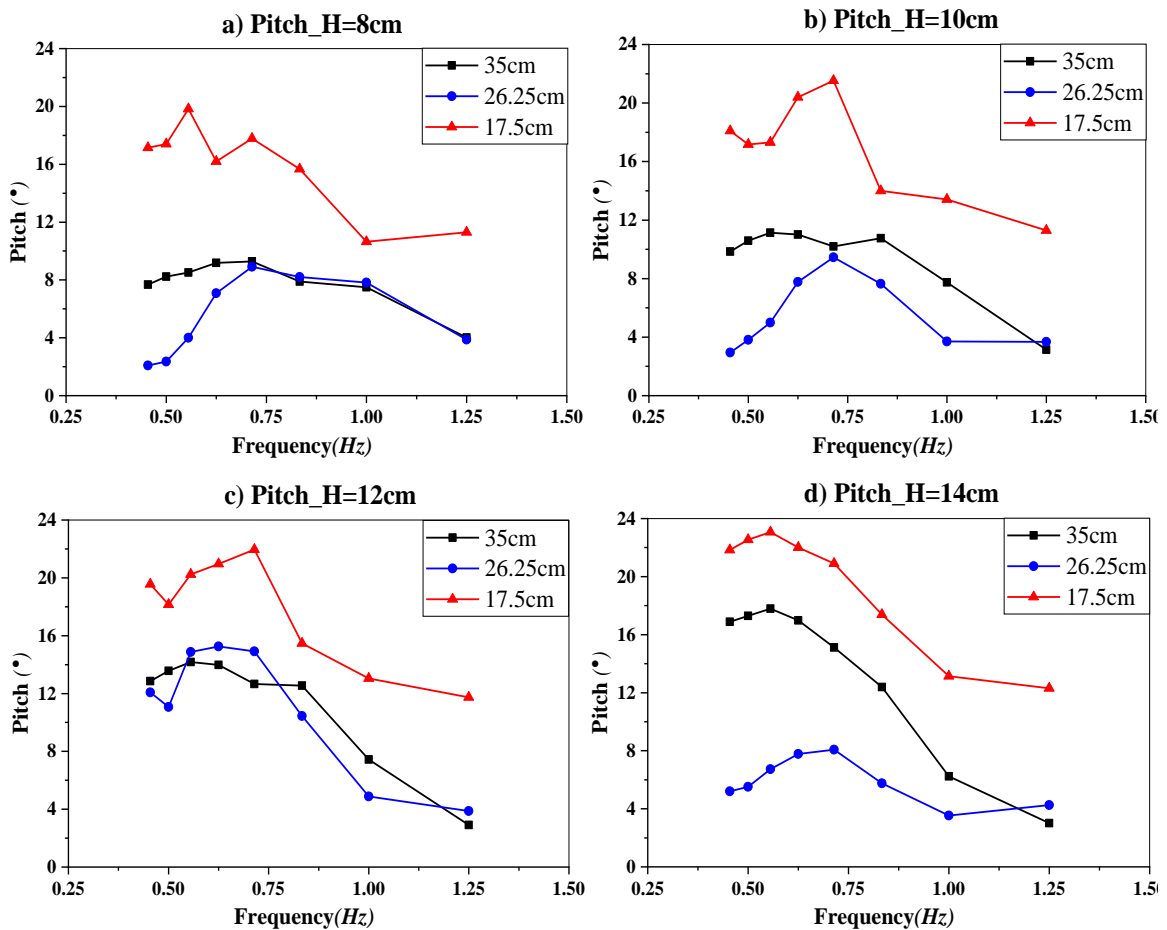 a) Pitch_H=8cm
24
20
16
12
8
4
0
Pitch (°)
35cm
26.25cm
17.5cm
0.25 0.50 0.75 1.00 1.25 1.50
Frequency(Hz)
b) Pitch_H=10cm
24
20
16
12
8
4
0
Pitch (°)
35cm
26.25cm
17.5cm
0.25 0.50 0.75 1.00 1.25 1.50
Frequency(Hz)
c) Pitch_H=12cm
24
20
16
12
8
4
0
Pitch (°)
35cm
26.25cm
17.5cm
0.25 0.50 0.75 1.00 1.25 1.50
Frequency(Hz)
d) Pitch_H=14cm
24
20
16
12
8
4
0
Pitch (°)
35cm
26.25cm
17.5cm
0.25 0.50 0.75 1.00 1.25 1.50
Frequency(Hz)